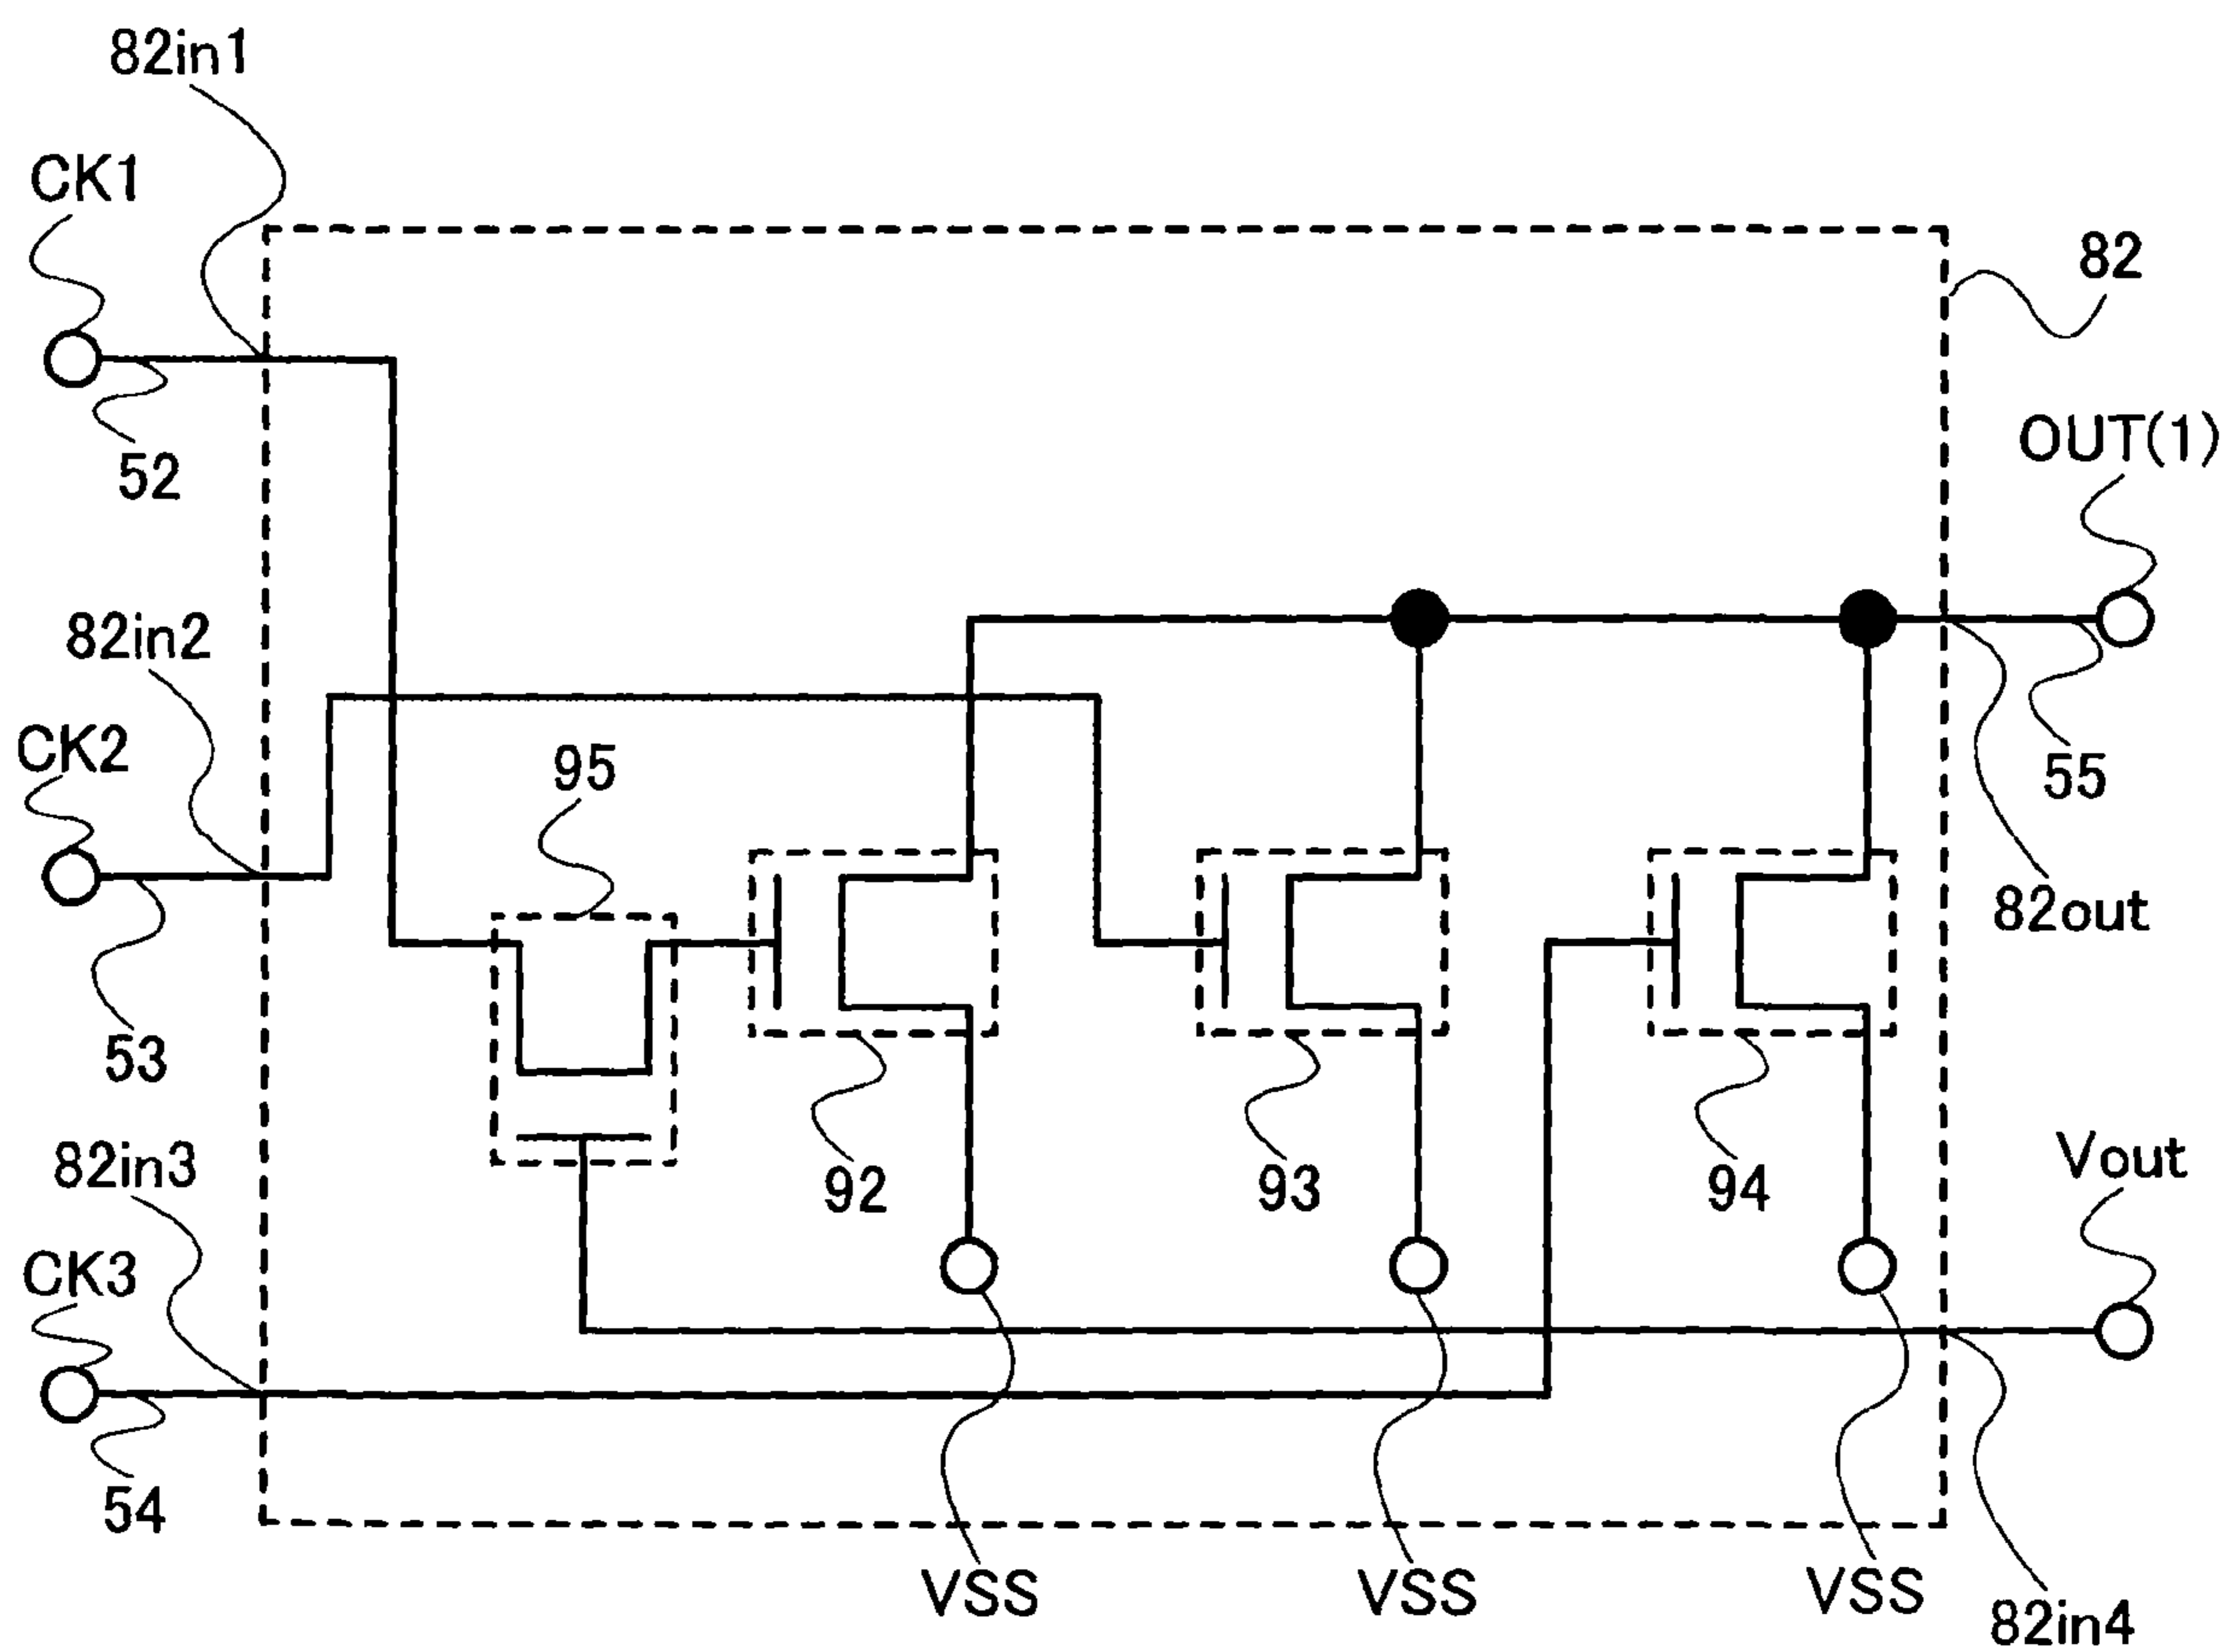 82in1
CK1
82
OUT(1)
52
82in2
CK2
95
55
82out
53
82in3
Vout
92
93
94
CK3
54
VSS
VSS
VSS
82in4